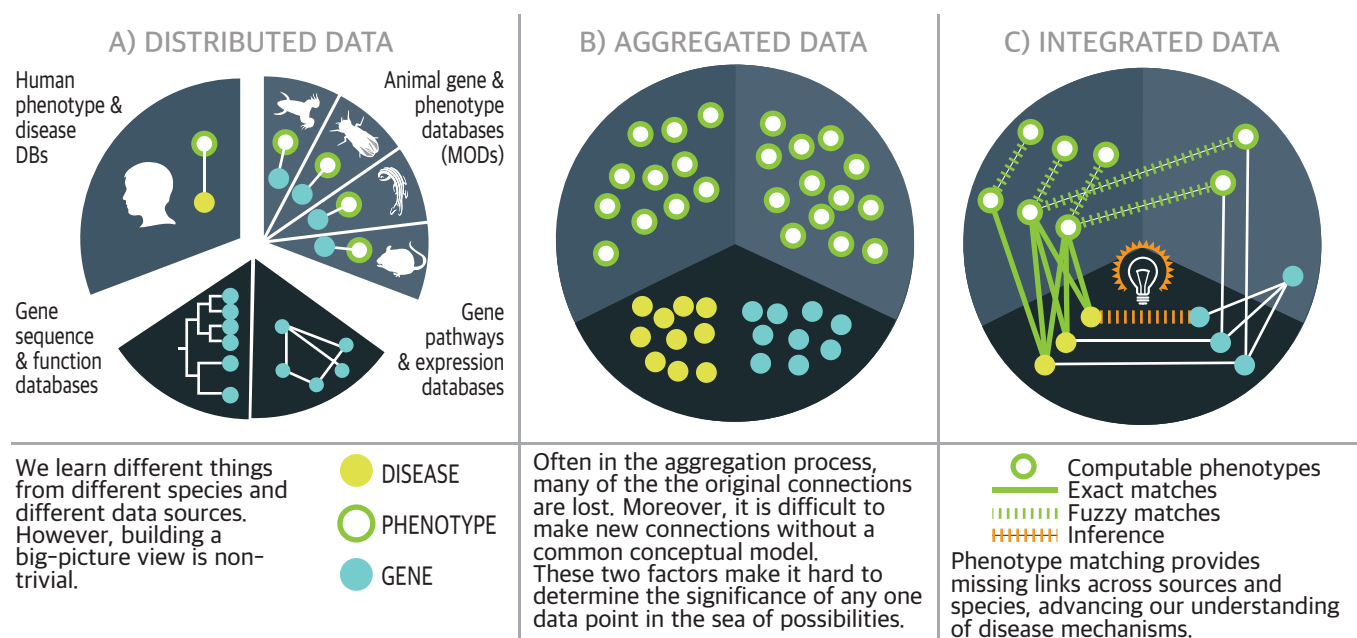 A) DISTRIBUTED DATA
Human
phenotype &
disease
DBs
Animal gene &
phenotype
databases
(MODs)
Gene
sequence
& function
databases
Gene
pathways
& expression
databases
We learn different things
from different species and
different data sources.
However, building a
big-picture view is non-
trivial.
DISEASE
PHENOTYPE
GENE
B) AGGREGATED DATA
Often in the aggregation process,
many of the the original connections
are lost. Moreover, it is difficult to
make new connections without a
common conceptual model.
These two factors make it hard to
determine the significance of any one
data point in the sea of possibilities.
C) INTEGRATED DATA
Computable phenotypes
Exact matches
Fuzzy matches
Inference
Phenotype matching provides
missing links across sources and
species, advancing our understanding
of disease mechanisms.